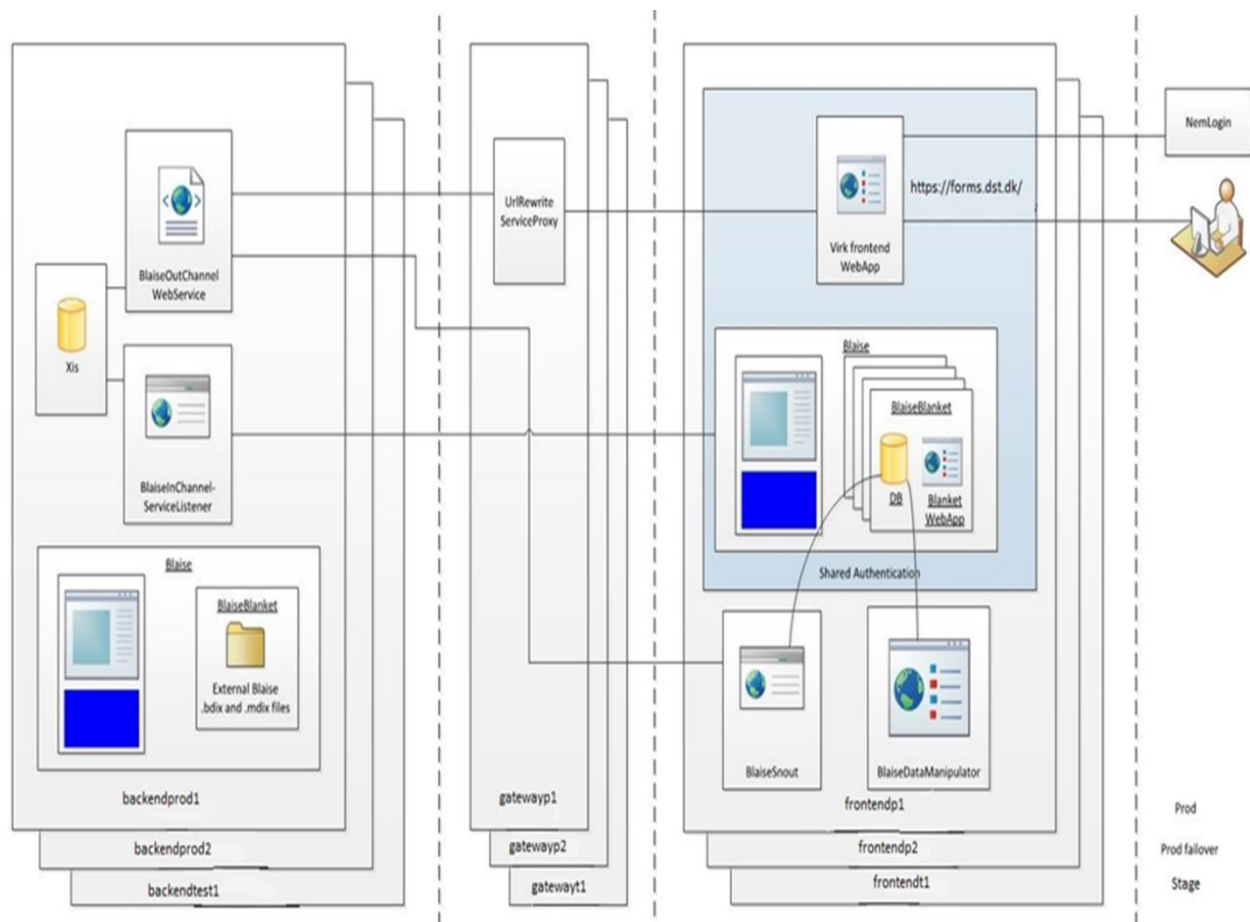 BlaiseOutChannel
WebService
Xis
BlaiseInChannel-
ServiceListener
Blaise
BlaiseBlanket
External Blaise
.bdix and .mdix files
backendprod1
backendprod2
backendtest1
UrlRewrite
ServiceProxy
gatewayp1
gatewayp2
gatewayt1
Virk frontend
WebApp
https://forms.dst.dk/
Blaise
BlaiseBlanket
DB
Blanket
WebApp
Shared Authentication
BlaiseSnout
BlaiseDataManipulator
frontendp1
frontendp2
frontendt1
NemLogin
Prod
Prod failover
Stage